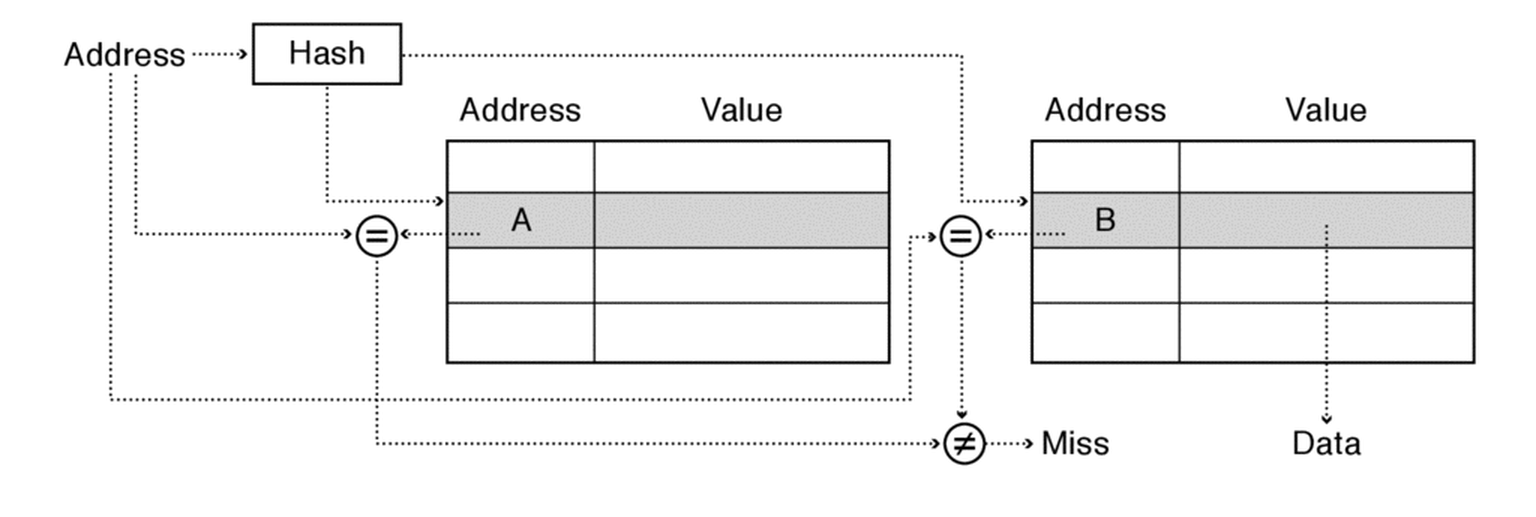 Address
Hash
Address Value
Address Value
A
=
=
B
≠
Miss
Data